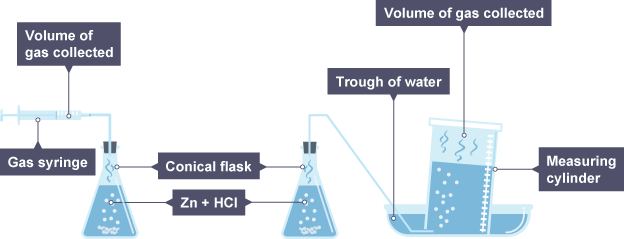 Volume of
gas collected
Gas syringe
Conical flask
Zn + HCl
Volume of gas collected
Trough of water
Measuring
cylinder